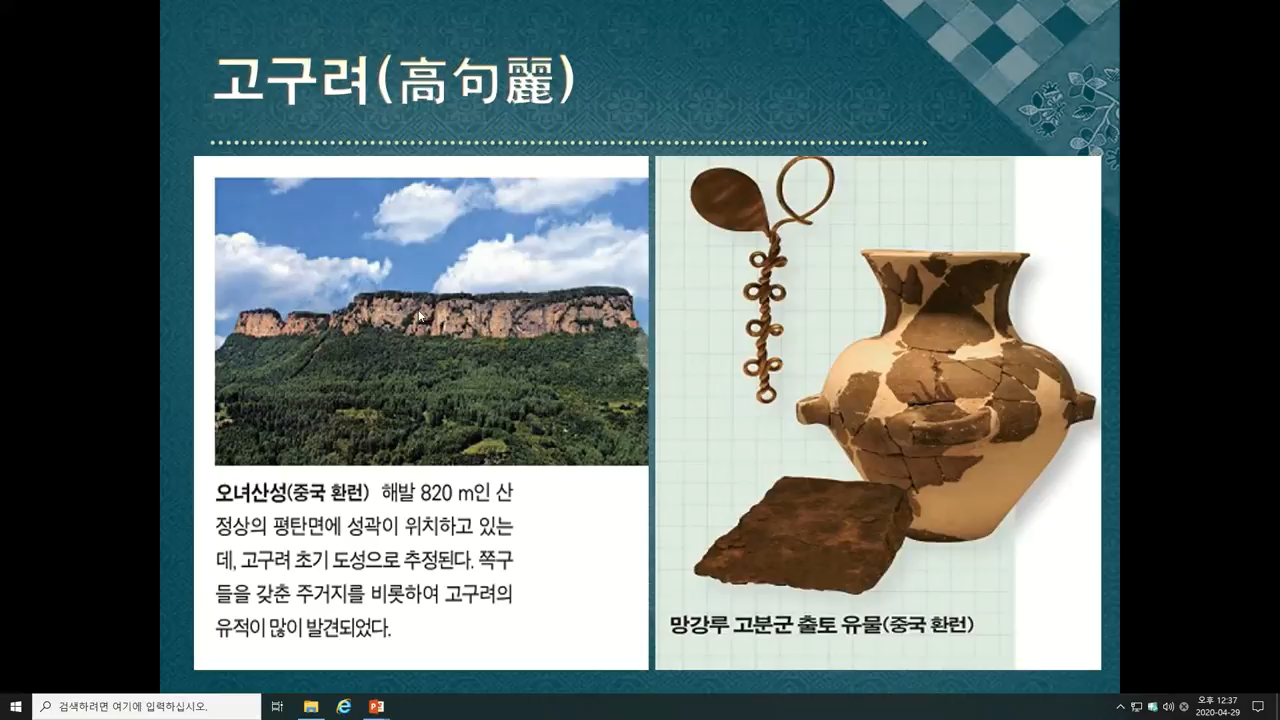 고구려(高句麗)
오녀산성(중국 환런) 해발 820 m인 산
정상의 평탄면에 성곽이 위치하고 있는
데, 고구려 초기 도성으로 추정된다. 쪽구
들을 갖춘 주거지를 비롯하여 고구려의
유적이 많이 발견되었다.
망강루 고분군 출토 유물(중국 환런)
검색하려면 여기에 입력하십시오.
오후 12:37
2020-04-29